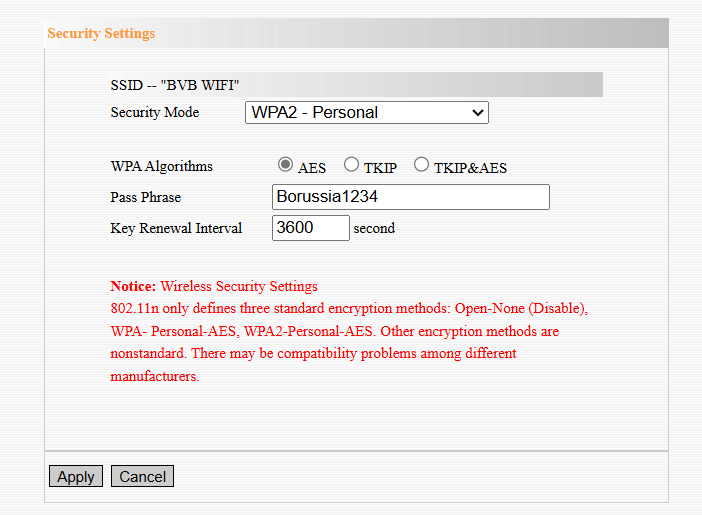 Security Settings
SSID -- "BVB WIFI"
Security Mode WPA2 - Personal
WPA Algorithms AES TKIP TKIP&AES
Pass Phrase Borussia1234
Key Renewal Interval 3600 second
Notice: Wireless Security Settings
802.11n only defines three standard encryption methods: Open-None (Disable),
WPA- Personal-AES, WPA2-Personal-AES. Other encryption methods are
nonstandard. There may be compatibility problems among different
manufacturers.
Apply Cancel